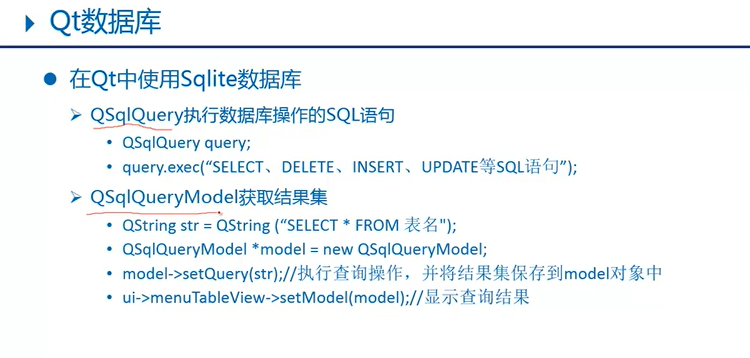 Qt数据库
在Qt中使用Sqlite数据库
QSqlQuery执行数据库操作的SQL语句
QSqlQuery query;
query.exec(“SELECT、DELETE、INSERT、UPDATE等SQL语句”);
QSqlQueryModel获取结果集
QString str = QString (“SELECT * FROM 表名");
QSqlQueryModel *model = new QSqlQueryModel;
model->setQuery(str);//执行查询操作，并将结果集保存到model对象中
ui->menuTableView->setModel(model);//显示查询结果